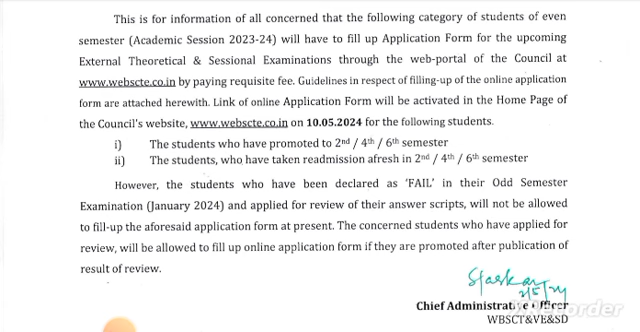 This is for information of all concerned that the following category of students of even
semester (Academic Session 2023-24) will have to fill up Application Form for the upcoming
External Theoretical & Sessional Examinations through the web-portal of the Council at
www.webscte.co.in by paying requisite fee. Guidelines in respect of filling-up of the online application
form are attached herewith. Link of online Application Form will be activated in the Home Page of
the Council's website, www.webscte.co.in on 10.05.2024 for the following students.
i) The students who have promoted to 2nd / 4th / 6th semester
ii) The students, who have taken readmission afresh in 2nd / 4th / 6th semester
However, the students who have been declared as 'FAIL' in their Odd Semester
Examination (January 2024) and applied for review of their answer scripts, will not be allowed
to fill-up the aforesaid application form at present. The concerned students who have applied for
review, will be allowed to fill up online application form if they are promoted after publication of
result of review.
Chief Administrative Officer
WBSCT&VE&SD